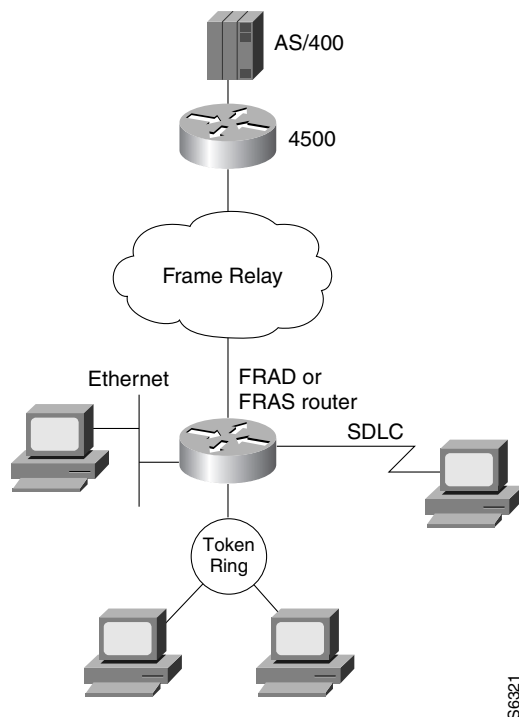 AS/400
4500
Frame Relay
Ethernet
FRAD or
FRAS router
SDLC
Token
Ring
S6321